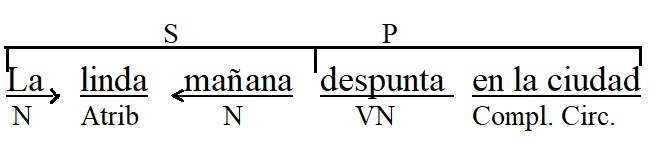 S P
La linda mañana despunta en la ciudad
N Atrib N VN Compl. Circ.